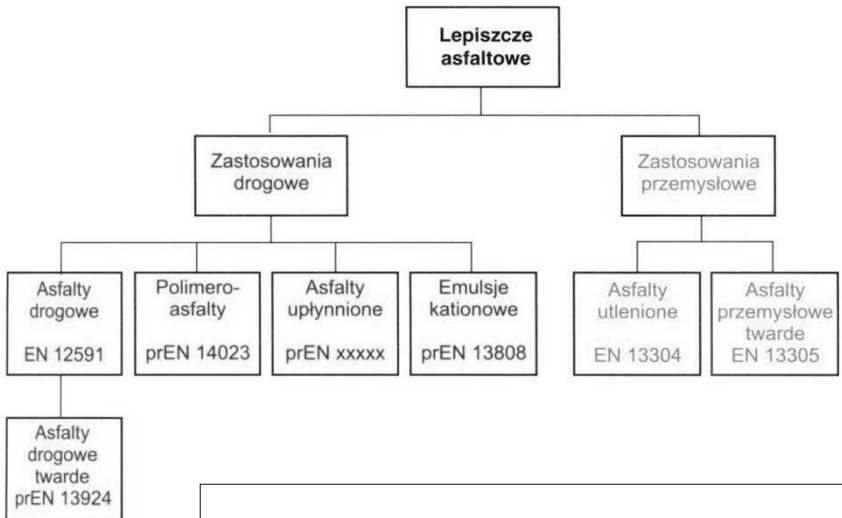 Lepiszcze
asfaltowe
Zastosowania
drogowe
Zastosowania
przemysłowe
Asfalty
drogowe
EN 12591
Polimero-
asfalty
prEN 14023
Asfalty
upłynnione
prEN xxxxx
Emulsje
kationowe
prEN 13808
Asfalty
utlenione
EN 13304
Asfalty
przemysłowe
twarde
EN 13305
Asfalty
drogowe
twarde
prEN 13924